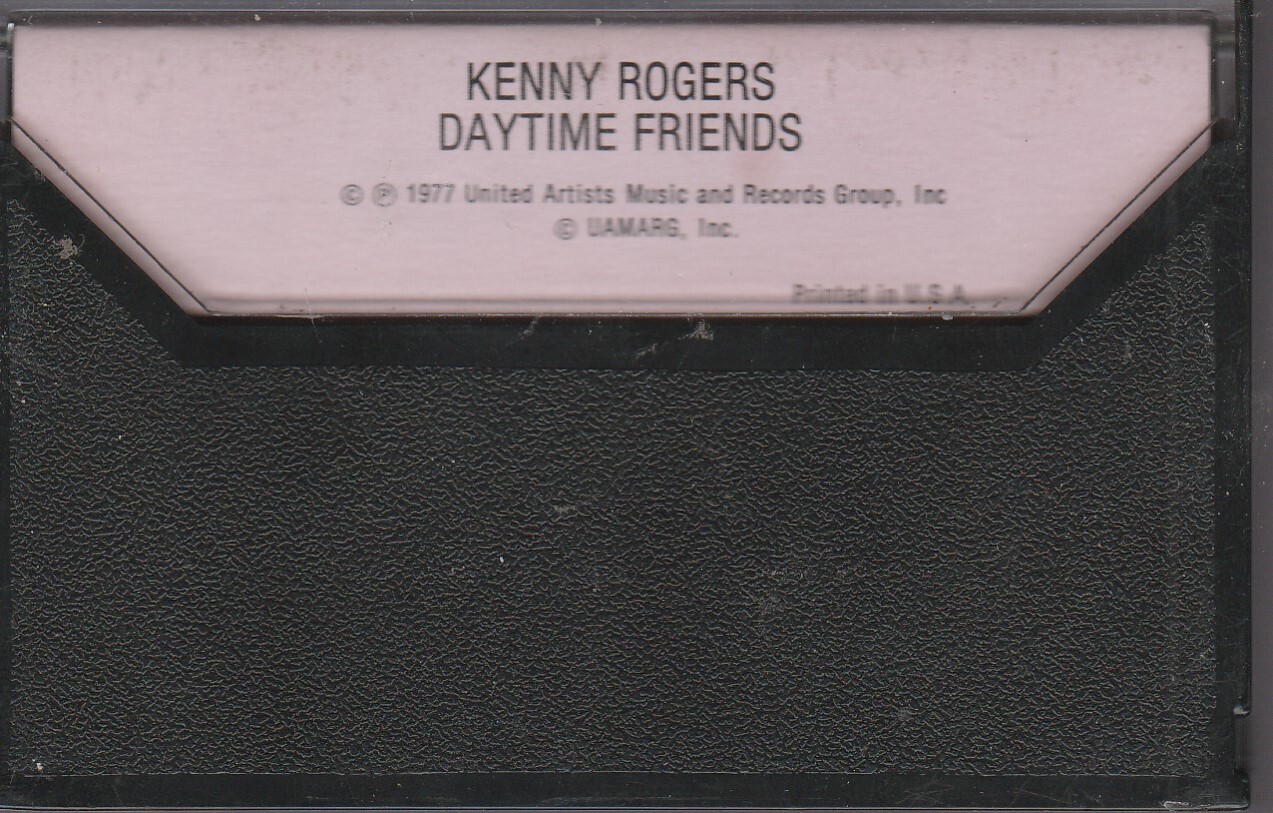 KENNY ROGERS
DAYTIME FRIENDS
© ℗ 1977 United Artists Music and Records Group, Inc
© UAMARG, Inc.
Printed in U.S.A.